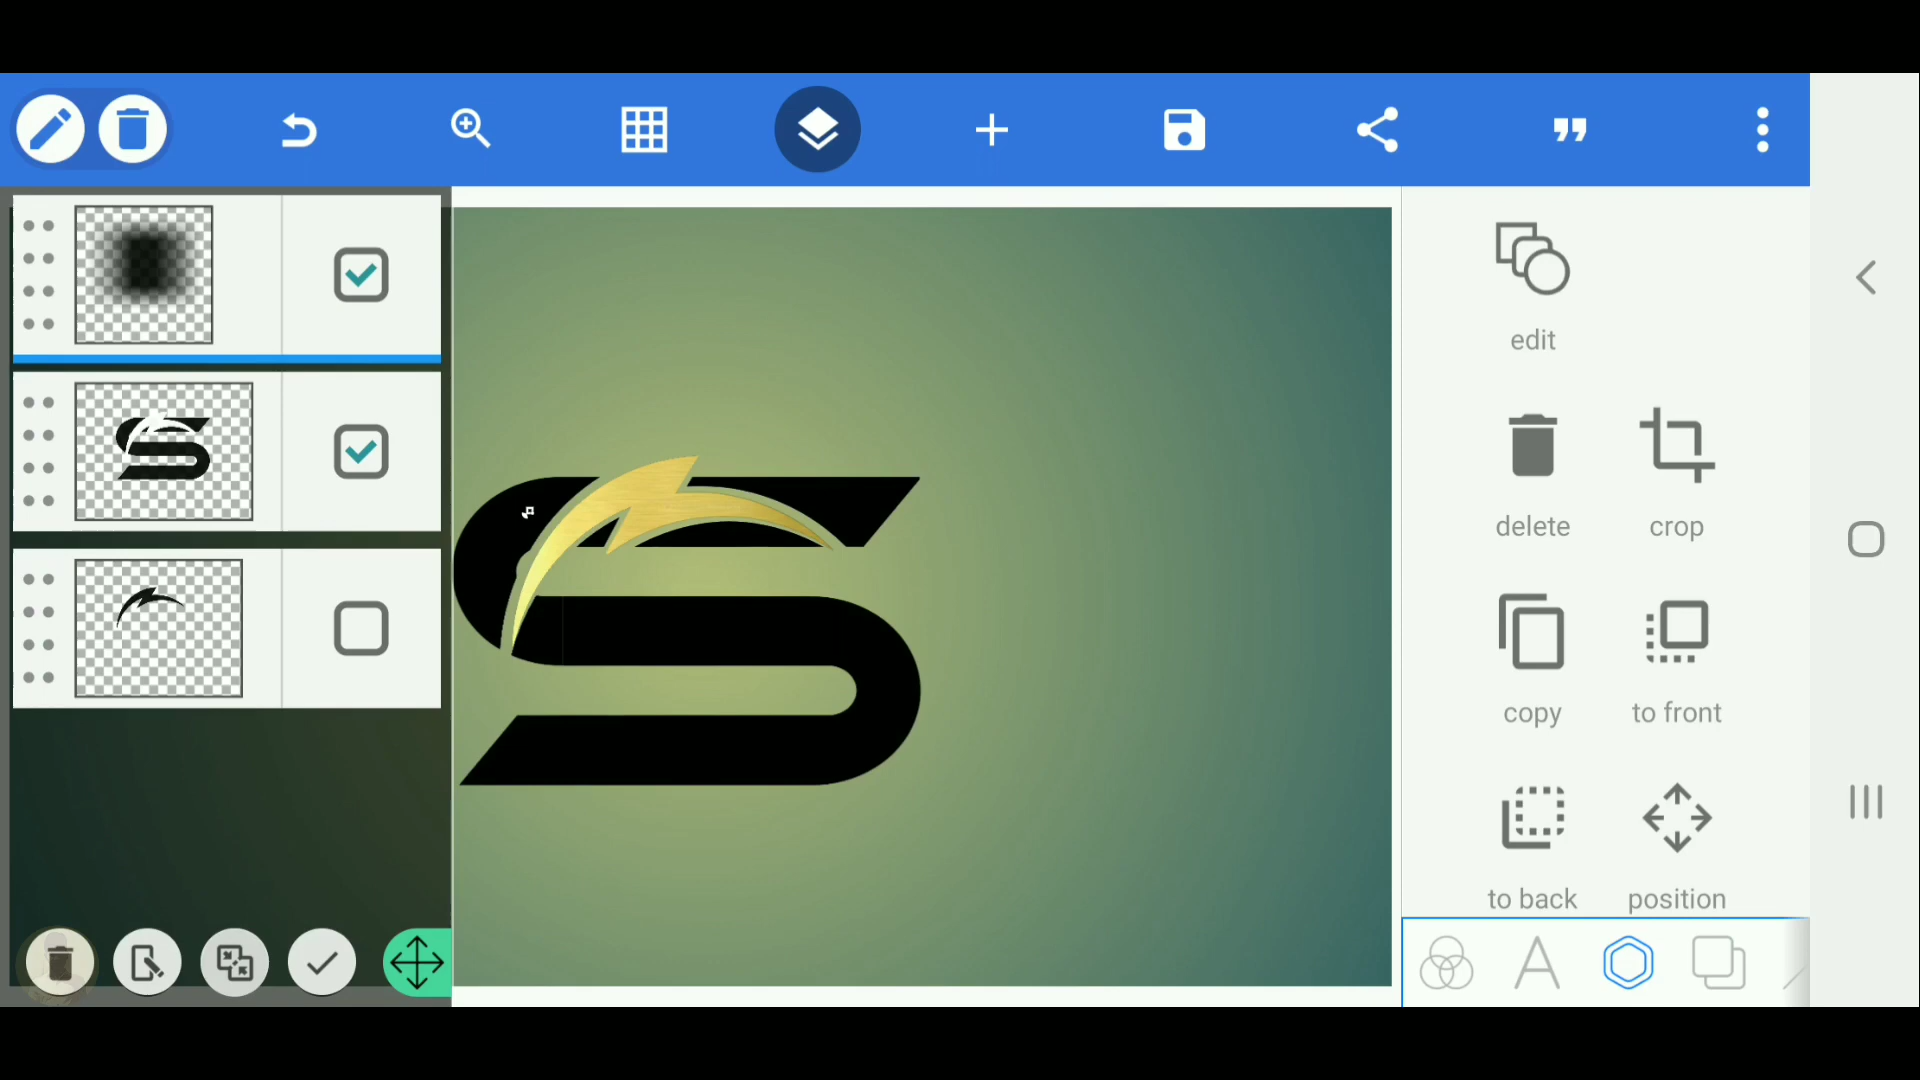 edit
delete crop
copy to front
to back position
S